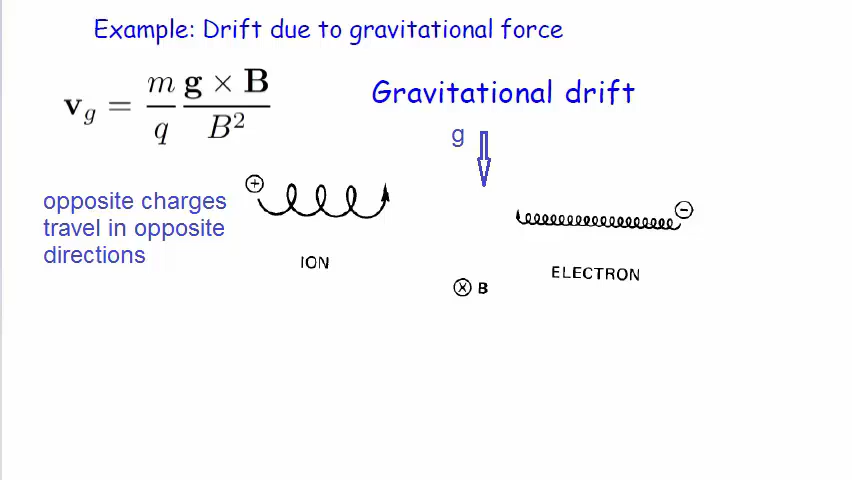 Example: Drift due to gravitational force
v_g = m/q g × B/B²
Gravitational drift
g
+
opposite charges
travel in opposite
directions
−
ION
ELECTRON
⊗ B